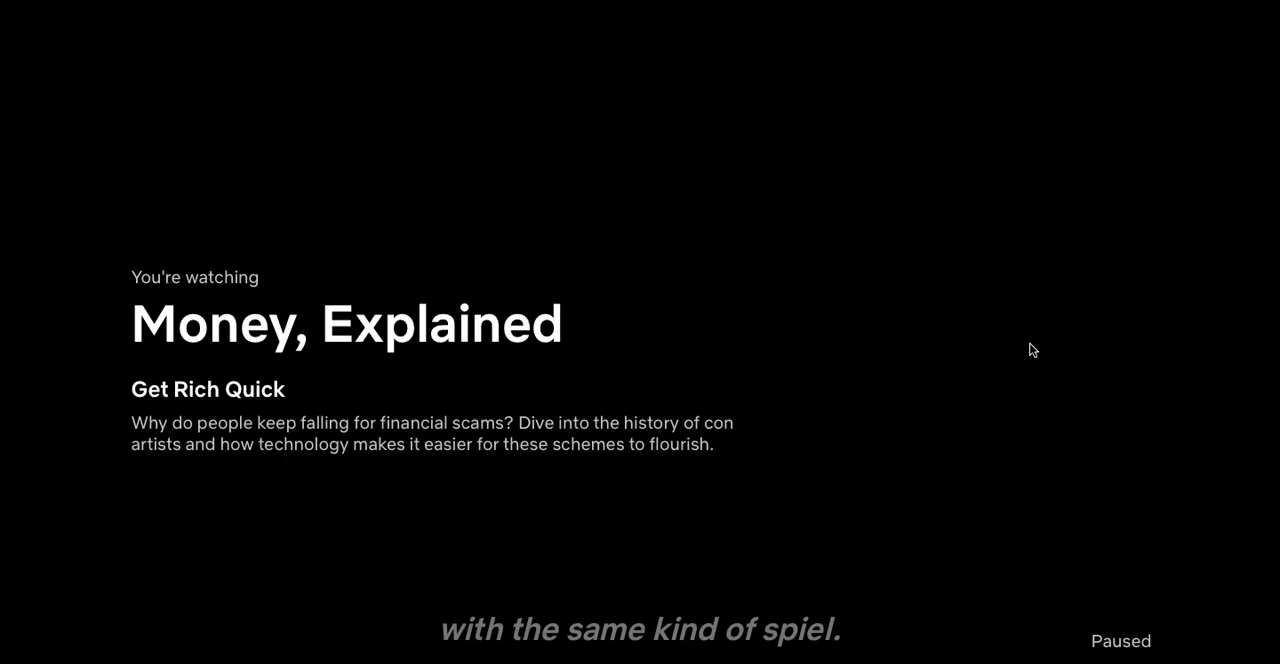 You're watching
Money, Explained
Get Rich Quick
Why do people keep falling for financial scams? Dive into the history of con
artists and how technology makes it easier for these schemes to flourish.
with the same kind of spiel.
Paused